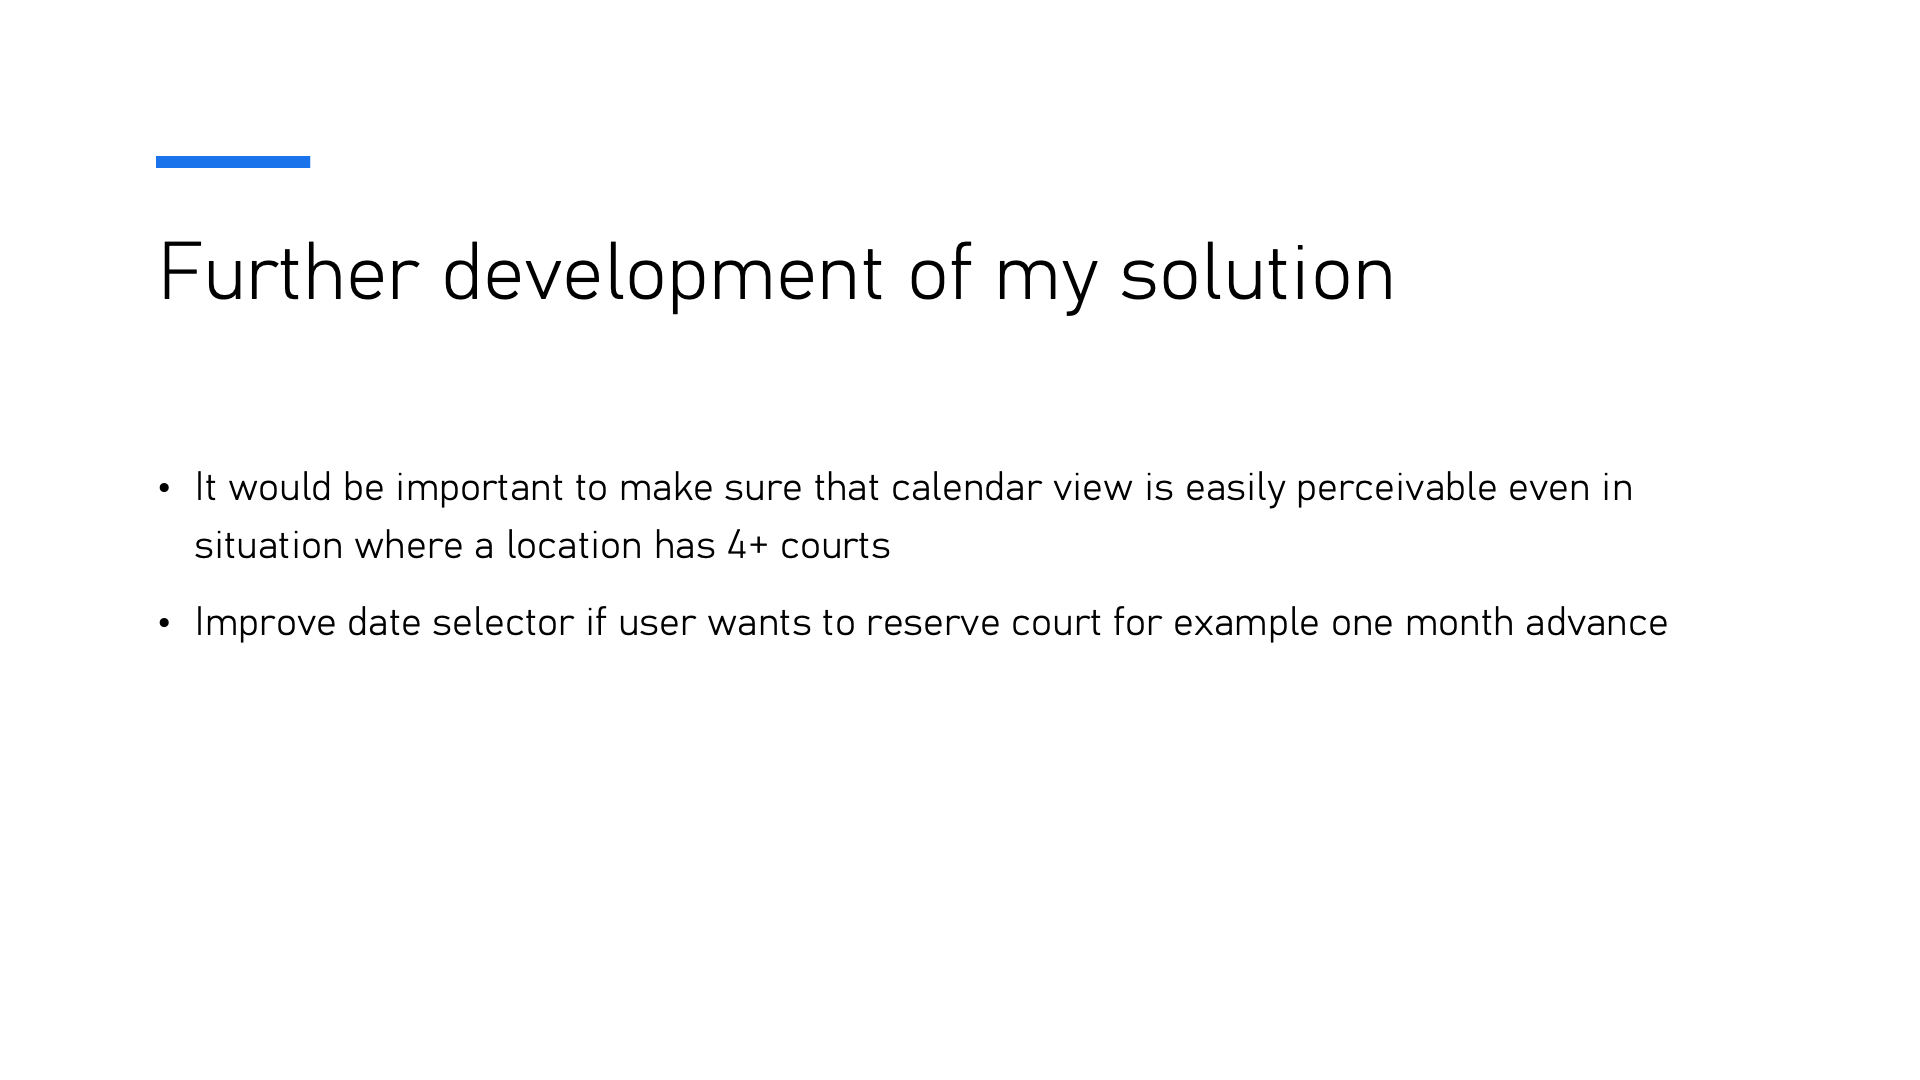 Further development of my solution
• It would be important to make sure that calendar view is easily perceivable even in
situation where a location has 4+ courts
• Improve date selector if user wants to reserve court for example one month advance